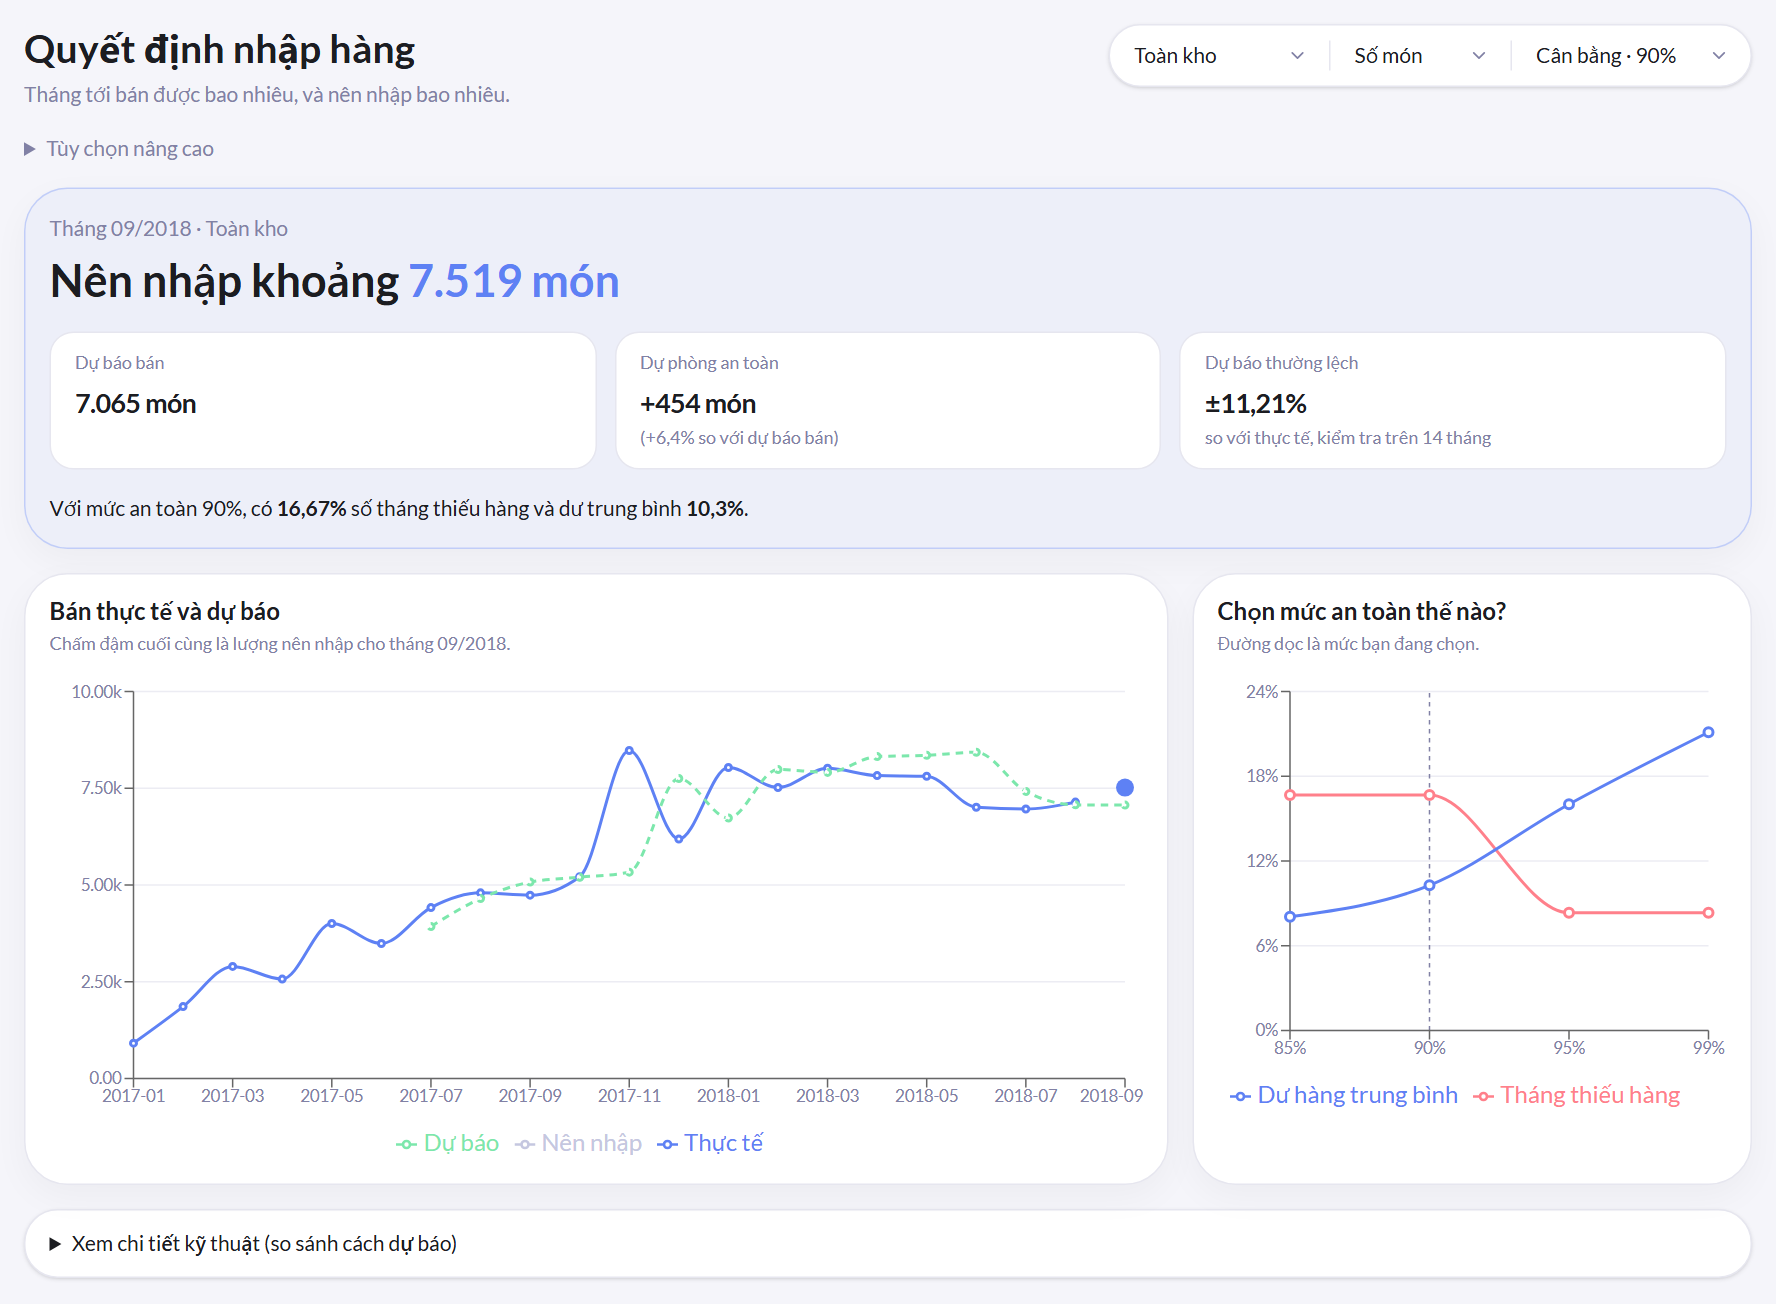 Quyết định nhập hàng
Tháng tới bán được bao nhiêu, và nên nhập bao nhiêu.
Toàn kho
Số món
Cân bằng · 90%
Tùy chọn nâng cao
Tháng 09/2018 · Toàn kho
Nên nhập khoảng 7.519 món
Dự báo bán
7.065 món
Dự phòng an toàn
+454 món
(+6,4% so với dự báo bán)
Dự báo thường lệch
±11,21%
so với thực tế, kiểm tra trên 14 tháng
Với mức an toàn 90%, có 16,67% số tháng thiếu hàng và dư trung bình 10,3%.
Bán thực tế và dự báo
Chấm đậm cuối cùng là lượng nên nhập cho tháng 09/2018.
10.00k
7.50k
5.00k
2.50k
0.00
2017-01 2017-03 2017-05 2017-07 2017-09 2017-11 2018-01 2018-03 2018-05 2018-07 2018-09
Dự báo Nên nhập Thực tế
Chọn mức an toàn thế nào?
Đường dọc là mức bạn đang chọn.
24%
18%
12%
6%
0%
85% 90% 95% 99%
Dư hàng trung bình Tháng thiếu hàng
Xem chi tiết kỹ thuật (so sánh cách dự báo)